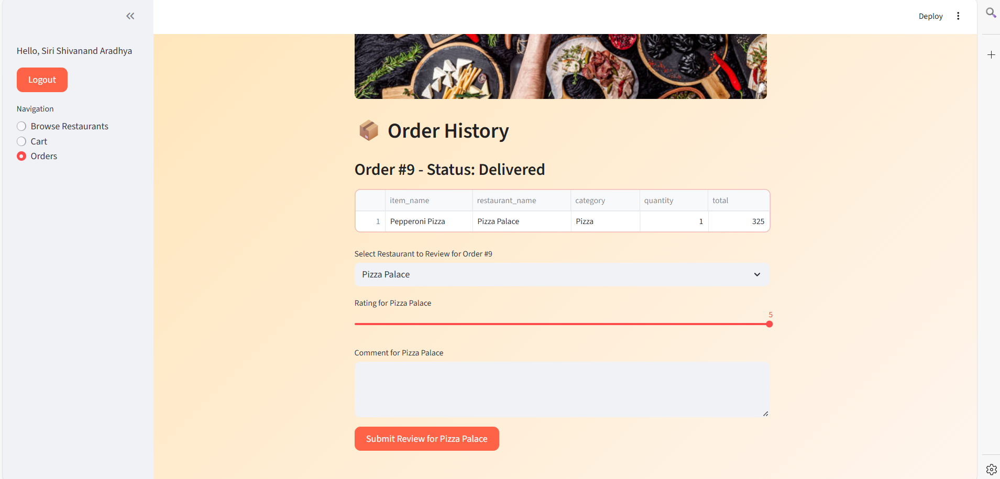 Deploy
Hello, Siri Shivanand Aradhya
Logout
Navigation
Browse Restaurants
Cart
Orders
Order History
Order #9 - Status: Delivered
item_name restaurant_name category quantity total
1 Pepperoni Pizza Pizza Palace Pizza 1 325
Select Restaurant to Review for Order #9
Pizza Palace
Rating for Pizza Palace
5
Comment for Pizza Palace
Submit Review for Pizza Palace